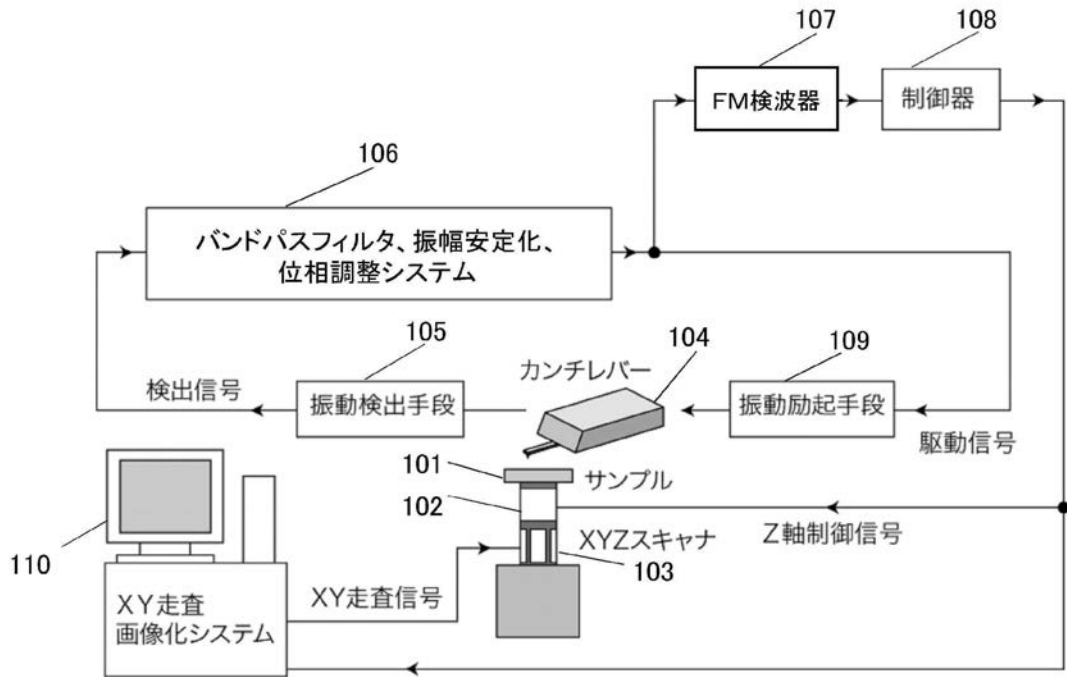 107
108
FM検波器
制御器
106
バンドパスフィルタ、振幅安定化、
位相調整システム
105
104
109
カンチレバー
検出信号
振動検出手段
振動励起手段
駆動信号
101
サンプル
102
Z軸制御信号
XYZスキャナ
110
103
XY走査信号
XY走査
画像化システム